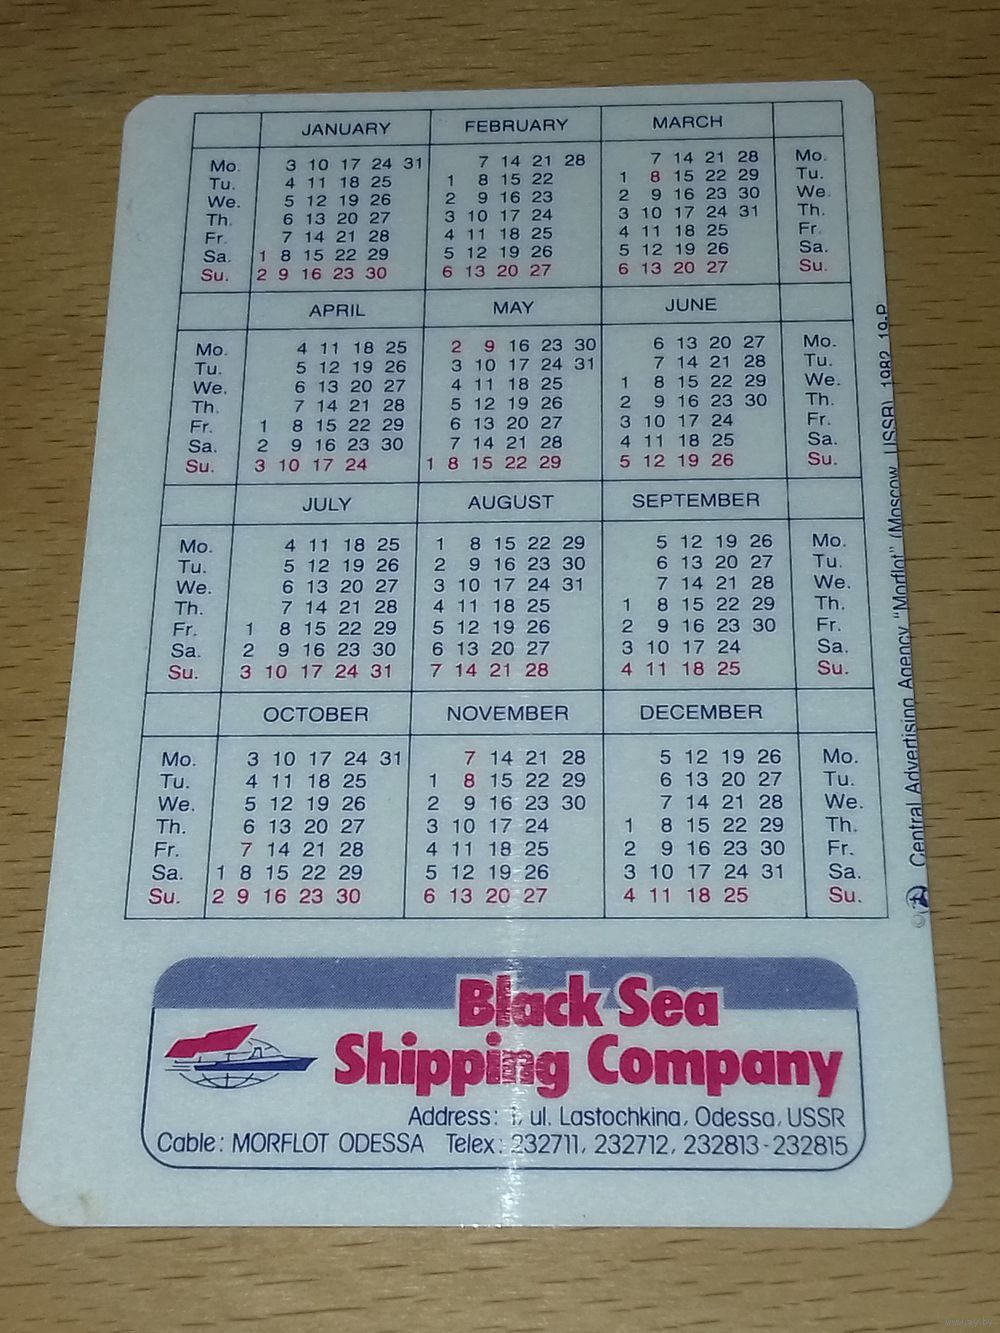 JANUARY FEBRUARY MARCH
Mo. 3 10 17 24 31 7 14 21 28 7 14 21 28 Mo.
Tu. 4 11 18 25 1 8 15 22 1 8 15 22 29 Tu.
We. 5 12 19 26 2 9 16 23 2 9 16 23 30 We.
Th. 6 13 20 27 3 10 17 24 3 10 17 24 31 Th.
Fr. 7 14 21 28 4 11 18 25 4 11 18 25 Fr.
Sa. 1 8 15 22 29 5 12 19 26 5 12 19 26 Sa.
Su. 2 9 16 23 30 6 13 20 27 6 13 20 27 Su.
APRIL MAY JUNE
Mo. 4 11 18 25 2 9 16 23 30 6 13 20 27 Mo.
Tu. 5 12 19 26 3 10 17 24 31 7 14 21 28 Tu.
We. 6 13 20 27 4 11 18 25 1 8 15 22 29 We.
Th. 7 14 21 28 5 12 19 26 2 9 16 23 30 Th.
Fr. 1 8 15 22 29 6 13 20 27 3 10 17 24 Fr.
Sa. 2 9 16 23 30 7 14 21 28 4 11 18 25 Sa.
Su. 3 10 17 24 1 8 15 22 29 5 12 19 26 Su.
JULY AUGUST SEPTEMBER
Mo. 4 11 18 25 1 8 15 22 29 5 12 19 26 Mo.
Tu. 5 12 19 26 2 9 16 23 30 6 13 20 27 Tu.
We. 6 13 20 27 3 10 17 24 31 7 14 21 28 We.
Th. 7 14 21 28 4 11 18 25 1 8 15 22 29 Th.
Fr. 1 8 15 22 29 5 12 19 26 2 9 16 23 30 Fr.
Sa. 2 9 16 23 30 6 13 20 27 3 10 17 24 Sa.
Su. 3 10 17 24 31 7 14 21 28 4 11 18 25 Su.
OCTOBER NOVEMBER DECEMBER
Mo. 3 10 17 24 31 7 14 21 28 5 12 19 26 Mo.
Tu. 4 11 18 25 1 8 15 22 29 6 13 20 27 Tu.
We. 5 12 19 26 2 9 16 23 30 7 14 21 28 We.
Th. 6 13 20 27 3 10 17 24 1 8 15 22 29 Th.
Fr. 7 14 21 28 4 11 18 25 2 9 16 23 30 Fr.
Sa. 1 8 15 22 29 5 12 19 26 3 10 17 24 31 Sa.
Su. 2 9 16 23 30 6 13 20 27 4 11 18 25 Su.
© Central Advertising Agency "Morflot" (Moscow, USSR), 1982, 19-P
Black Sea
Shipping Company
Address: 1, ul. Lastochkina, Odessa, USSR
Cable: MORFLOT ODESSA Telex: 232711, 232712, 232813-232815